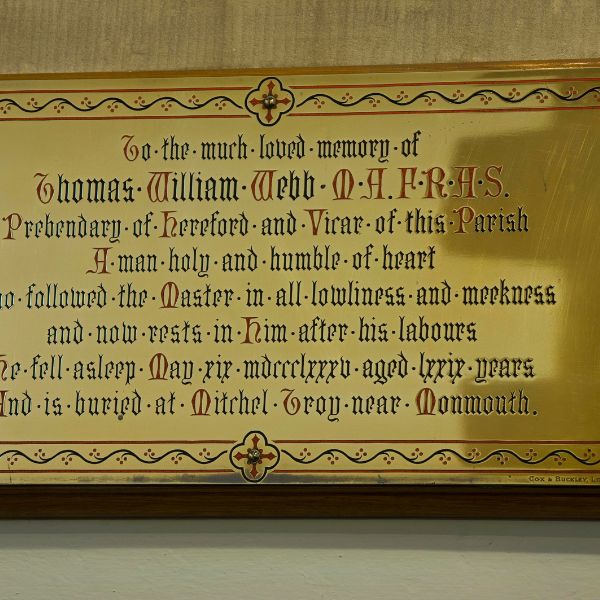 To·the·much·loved·memory·of
Thomas·William·Webb·M·A.F·R·A·S.
Prebendary·of·Hereford·and·Vicar·of·this·Parish
A·man·holy·and·humble·of·heart
followed·the·Master·in·all·lowliness·and·meekness
and·now·rests·in·Him·after·his·labours
He·fell·asleep·May·xix·mdccclxxxv·aged·lxxix·years
And·is·buried·at·Mitchel·Troy·near·Monmouth.
Cox & Buckley,